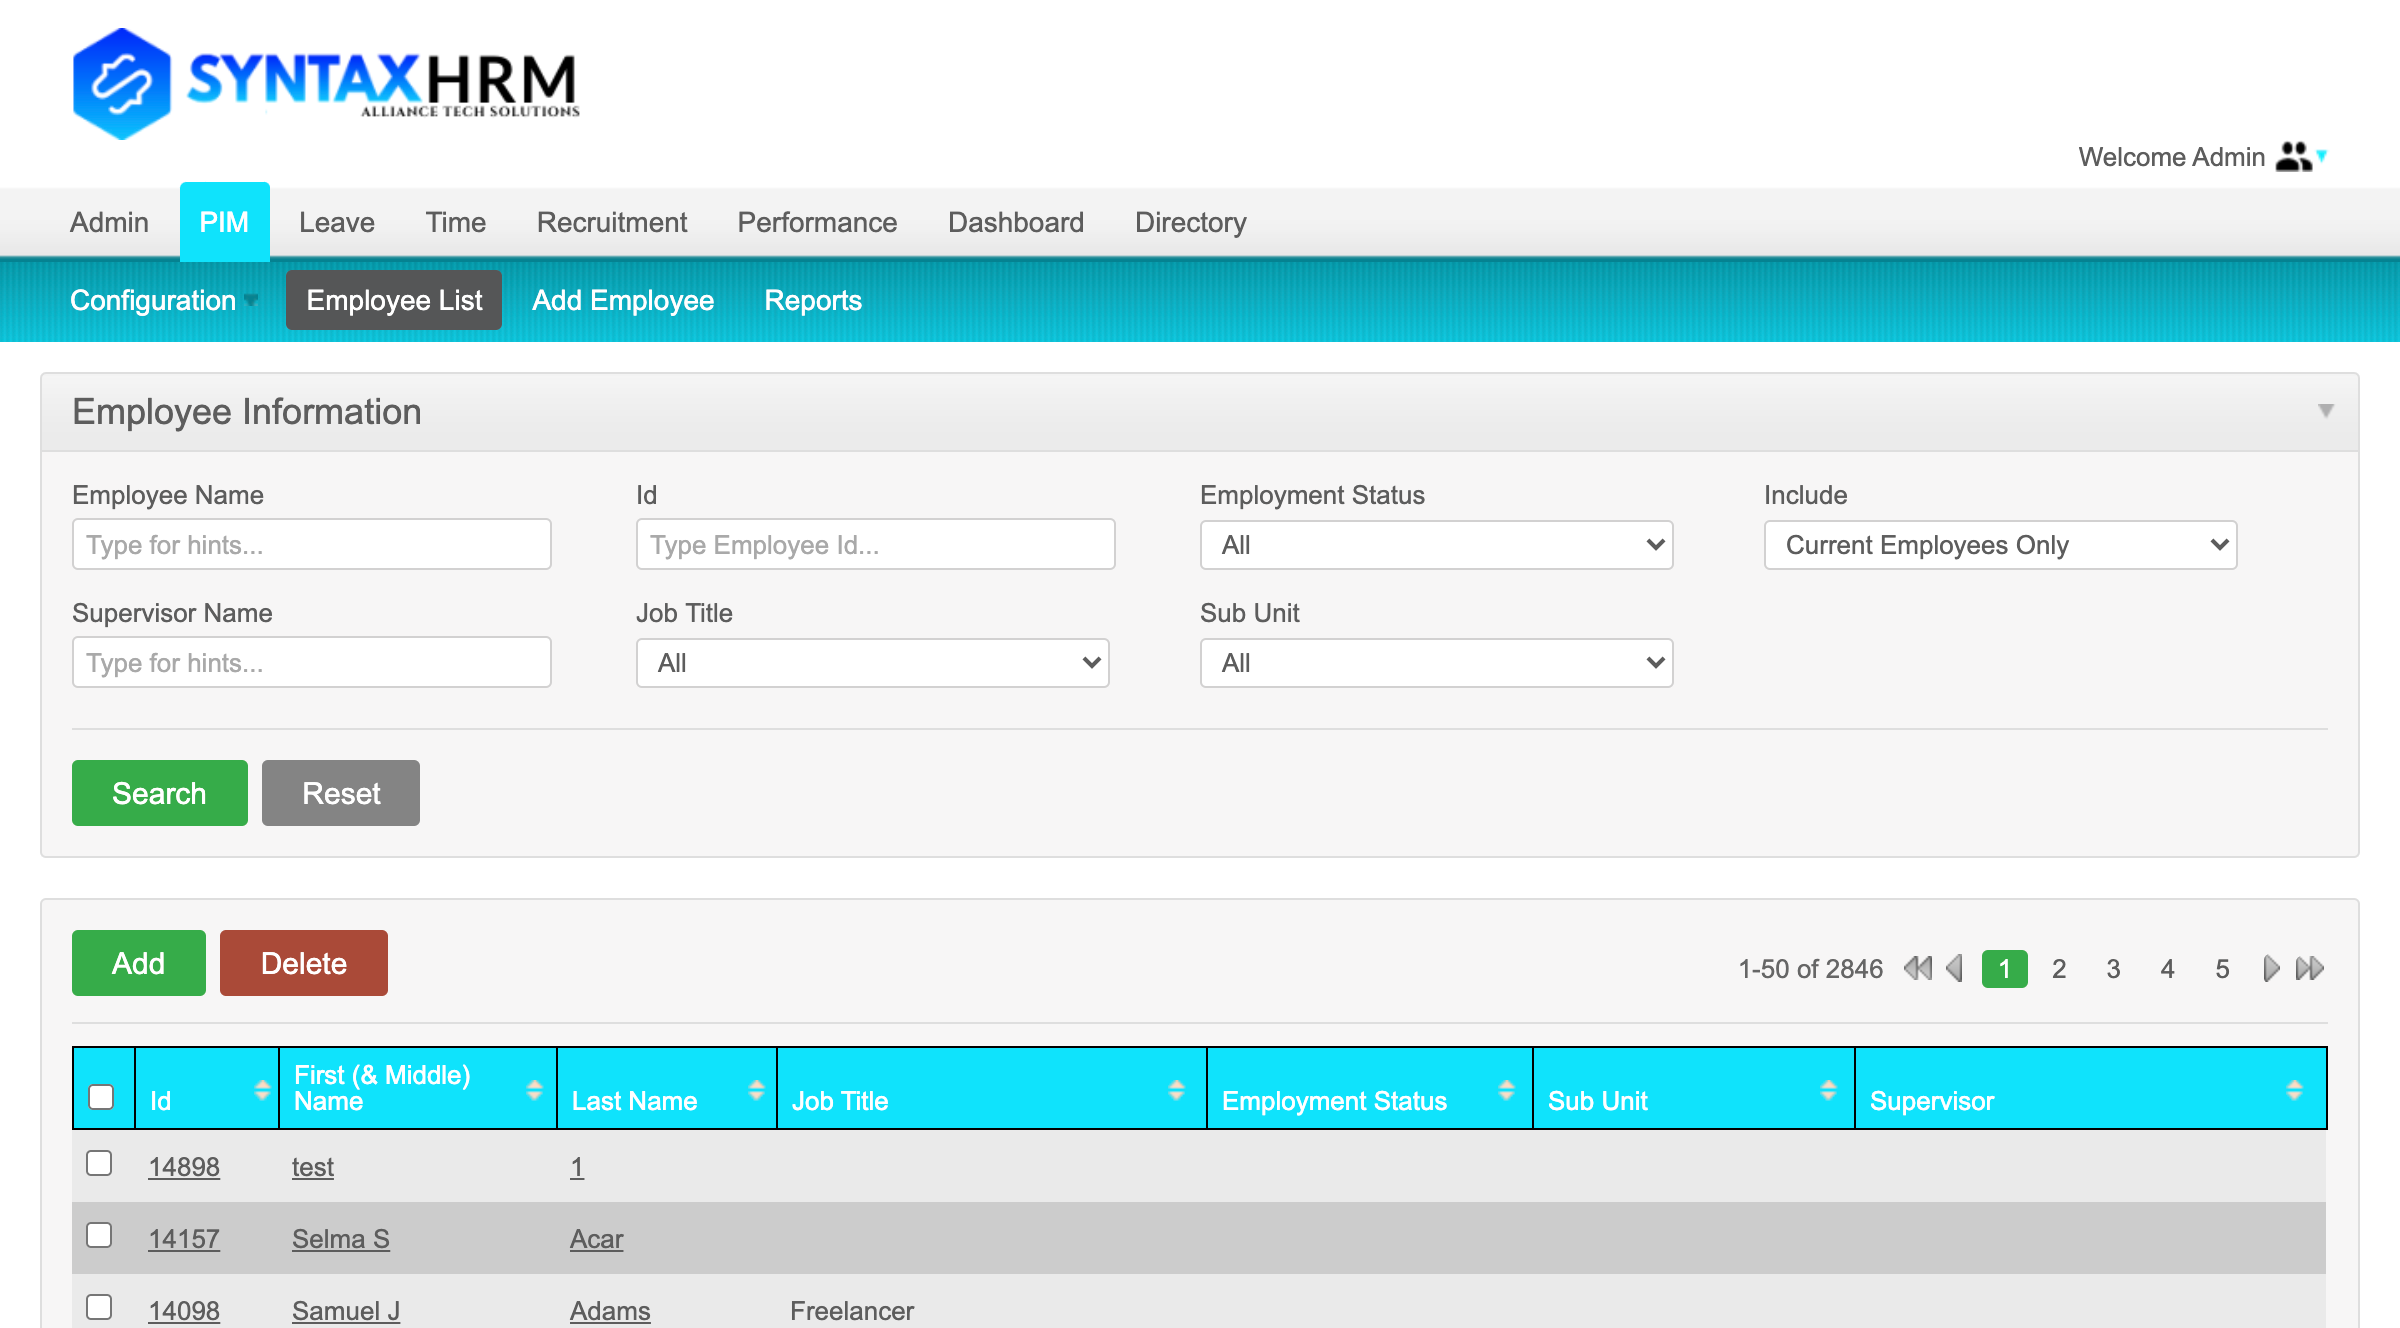 SYNTAXHRM
ALLIANCE TECH SOLUTIONS
Welcome Admin
Admin PIM Leave Time Recruitment Performance Dashboard Directory
Configuration Employee List Add Employee Reports
Employee Information
Employee Name Id Employment Status Include
Type for hints... Type Employee Id... All Current Employees Only
Supervisor Name Job Title Sub Unit
Type for hints... All All
Search Reset
Add Delete 1-50 of 2846 1 2 3 4 5
Id First (& Middle) Name Last Name Job Title Employment Status Sub Unit Supervisor
14898 test 1
14157 Selma S Acar
14098 Samuel J Adams Freelancer